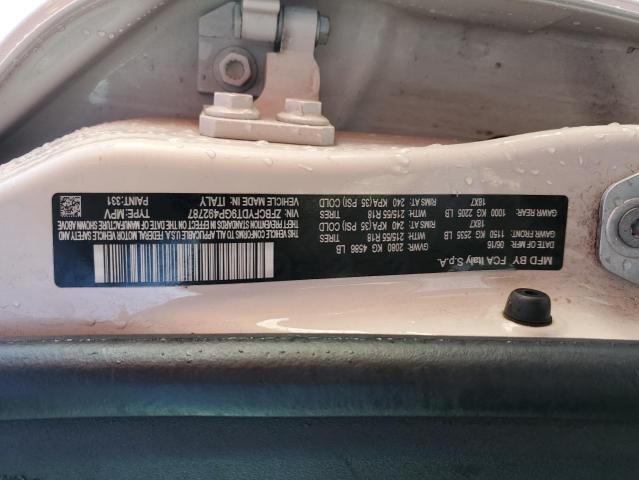 MFD BY FCA Italy S.p.A.
DATE OF MFR 06/16 GVWR: 2080 KG 4586 LB
GAWR FRONT: 1150 KG 2535 LB 215/55 R18 TIRES
18X7 RIMS AT: 240 KPA (35 PSI) COLD
GAWR REAR: 1000 KG 2205 LB 215/55 R18 TIRES
18X7 RIMS AT: 240 KPA (35 PSI) COLD
THIS VEHICLE CONFORMS TO ALL APPLICABLE U.S.A. FEDERAL MOTOR VEHICLE SAFETY AND
THEFT PREVENTION STANDARDS IN EFFECT ON THE DATE OF MANUFACTURE SHOWN ABOVE
VIN: ZFBCFYDT9GP492787 TYPE: MPV
VEHICLE MADE IN: ITALY PAINT: 331